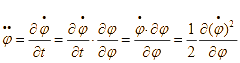 φ̈ = ∂φ̇/∂t = ∂φ̇/∂t · ∂φ/∂φ = φ̇·∂φ̇/∂φ = 1/2 ∂(φ̇)²/∂φ